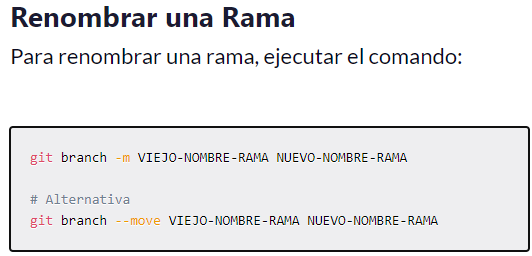 Renombrar una Rama
Para renombrar una rama, ejecutar el comando:
git branch -m VIEJO-NOMBRE-RAMA NUEVO-NOMBRE-RAMA
# Alternativa
git branch --move VIEJO-NOMBRE-RAMA NUEVO-NOMBRE-RAMA